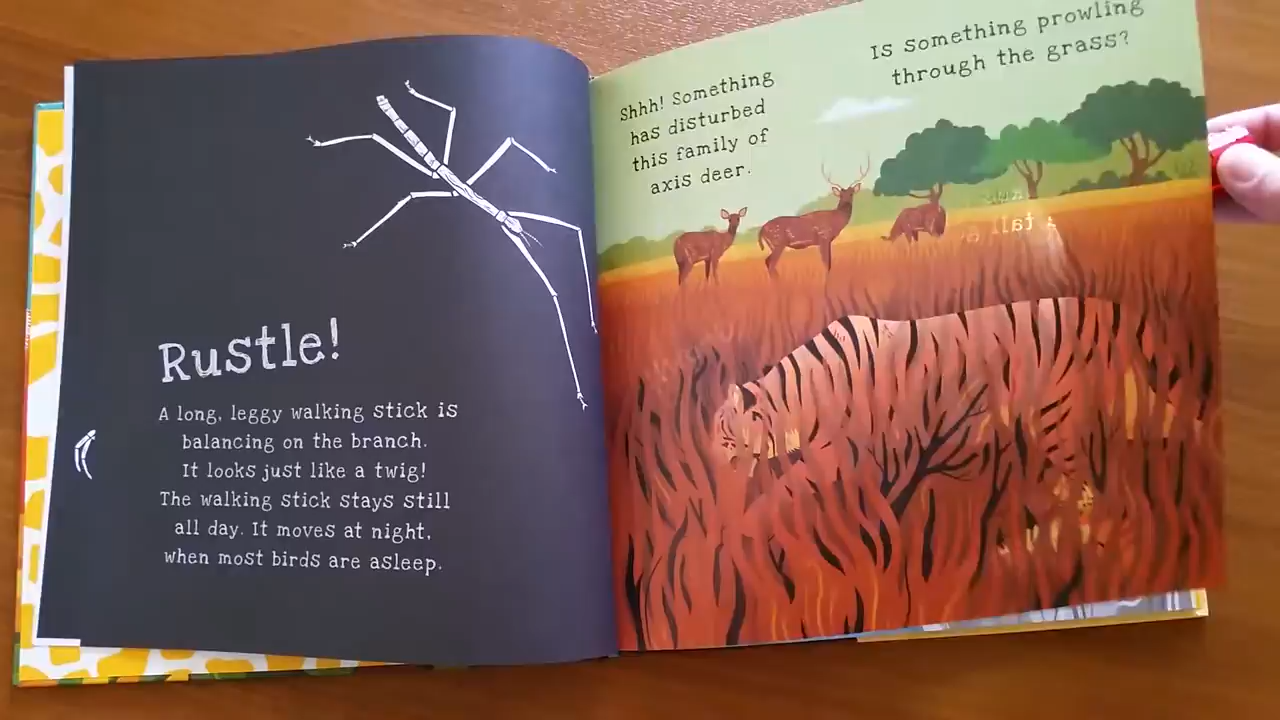 Rustle!
A long, leggy walking stick is
balancing on the branch.
It looks just like a twig!
The walking stick stays still
all day. It moves at night,
when most birds are asleep.
Shhh! Something
has disturbed
this family of
axis deer.
Is something prowling
through the grass?